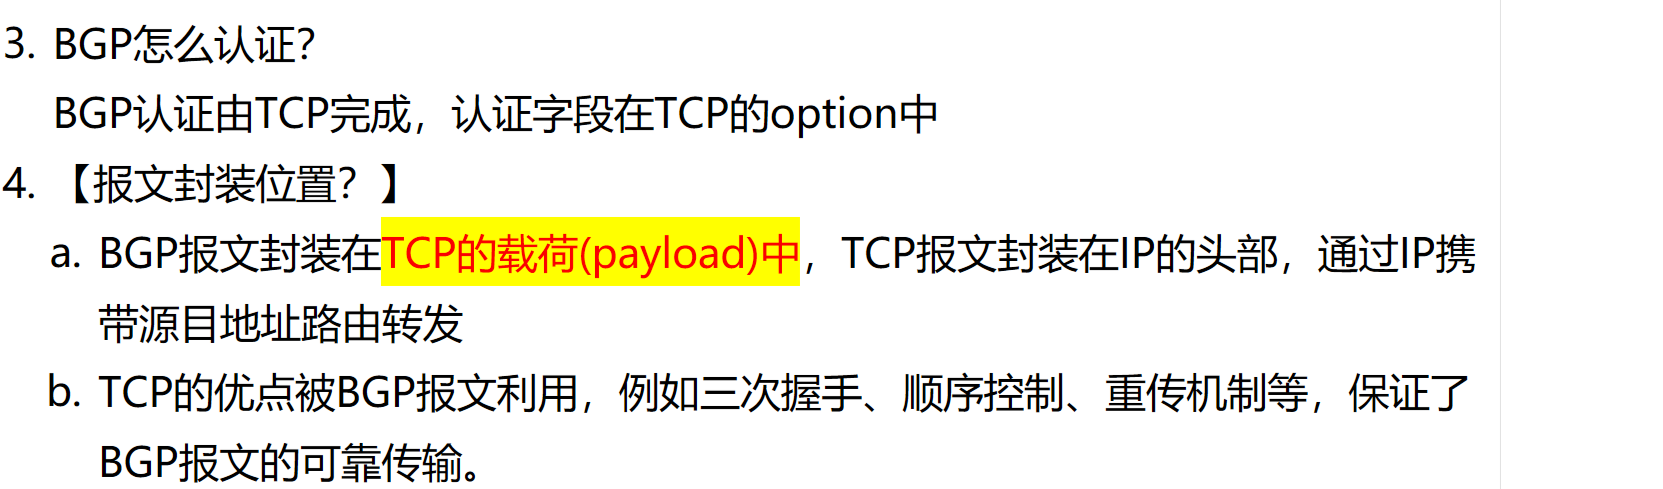 3. BGP怎么认证？
BGP认证由TCP完成，认证字段在TCP的option中
4. 【报文封装位置？】
a. BGP报文封装在TCP的载荷(payload)中，TCP报文封装在IP的头部，通过IP携
带源目地址路由转发
b. TCP的优点被BGP报文利用，例如三次握手、顺序控制、重传机制等，保证了
BGP报文的可靠传输。